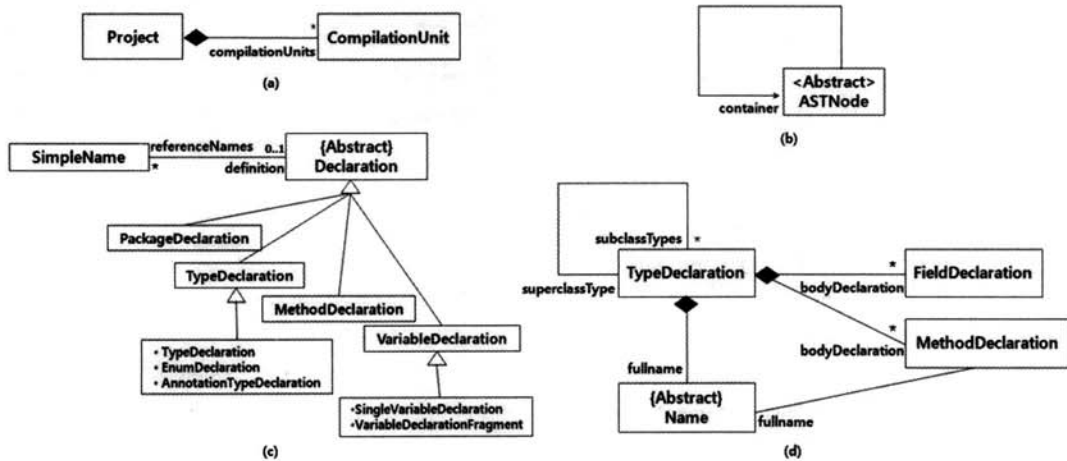 Project
*
CompilationUnit
compilationUnits
(a)
<Abstract>
ASTNode
container
(b)
SimpleName
referenceNames
*
0..1
definition
{Abstract}
Declaration
PackageDeclaration
TypeDeclaration
MethodDeclaration
VariableDeclaration
• TypeDeclaration
• EnumDeclaration
• AnnotationTypeDeclaration
•SingleVariableDeclaration
•VariableDeclarationFragment
(c)
subclassTypes
*
superclassType
TypeDeclaration
*
bodyDeclaration
FieldDeclaration
*
bodyDeclaration
MethodDeclaration
fullname
{Abstract}
Name
fullname
(d)